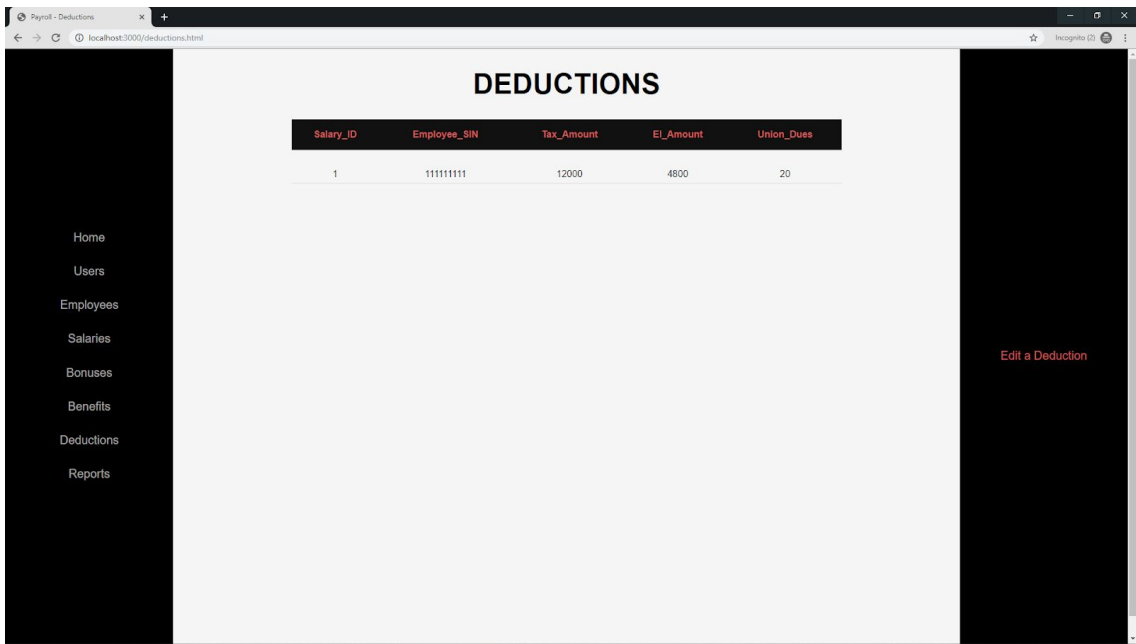 Payroll - Deductions
localhost:3000/deductions.html
Incognito (2)
DEDUCTIONS
Salary_ID Employee_SIN Tax_Amount EI_Amount Union_Dues
1 111111111 12000 4800 20
Home
Users
Employees
Salaries
Bonuses
Benefits
Deductions
Reports
Edit a Deduction